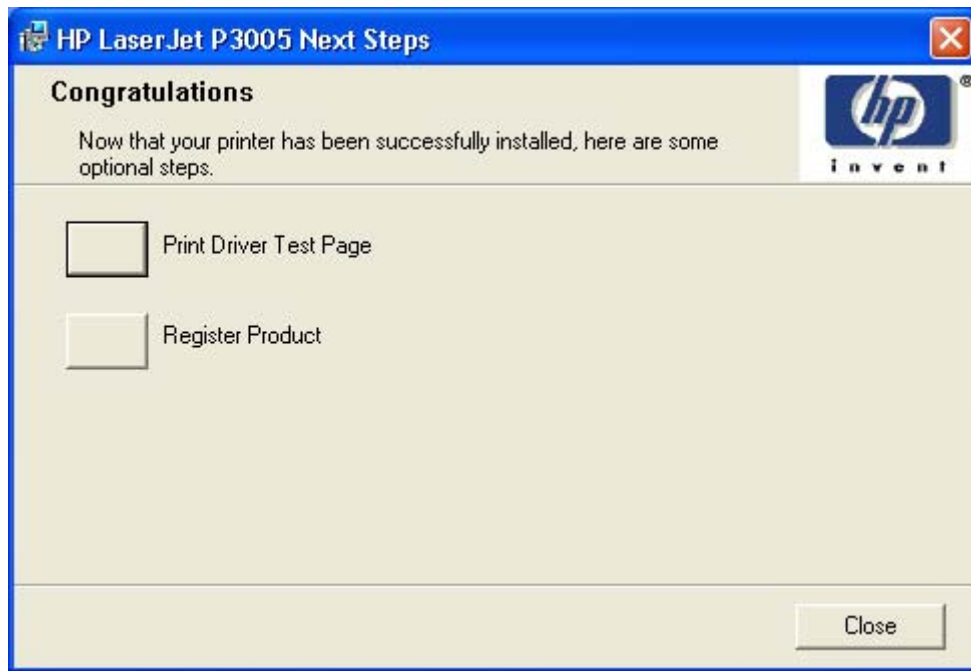 HP LaserJet P3005 Next Steps
Congratulations
Now that your printer has been successfully installed, here are some
optional steps.
hp
®
invent
Print Driver Test Page
Register Product
Close